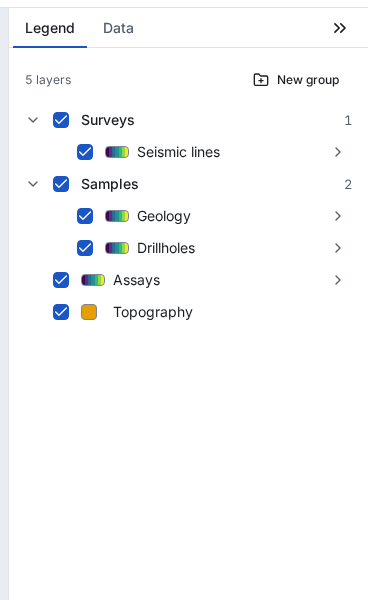 Legend Data
5 layers New group
Surveys 1
Seismic lines
Samples 2
Geology
Drillholes
Assays
Topography